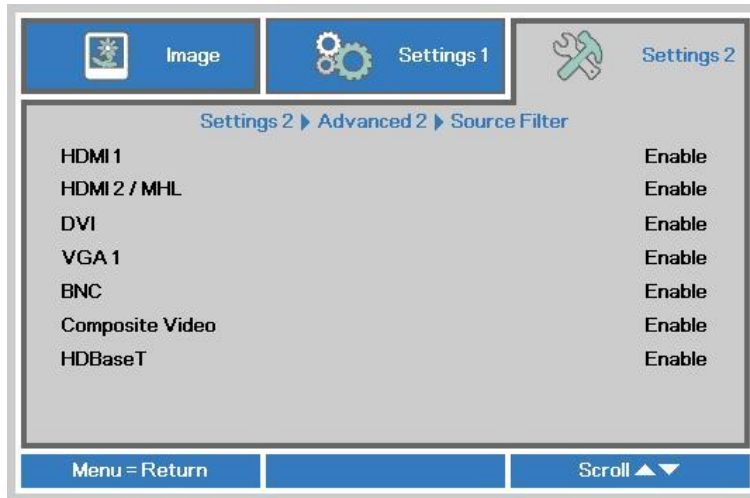 Image Settings 1 Settings 2
Settings 2 ▶ Advanced 2 ▶ Source Filter
HDMI 1 Enable
HDMI 2 / MHL Enable
DVI Enable
VGA 1 Enable
BNC Enable
Composite Video Enable
HDBaseT Enable
Menu = Return Scroll ▲▼